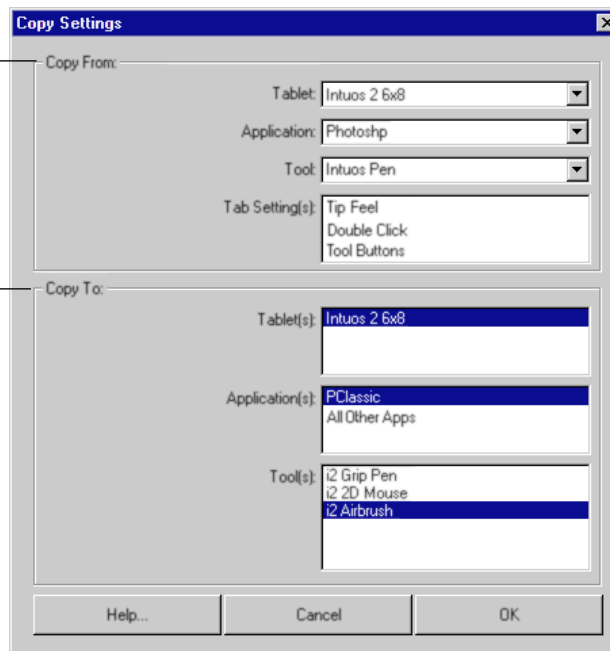 Copy Settings
Copy From:
Tablet: Intuos 2 6x8
Application: Photoshp
Tool: Intuos Pen
Tab Setting(s): Tip Feel
Double Click
Tool Buttons
Copy To:
Tablet(s): Intuos 2 6x8
Application(s): PClassic
All Other Apps
Tool(s): i2 Grip Pen
i2 2D Mouse
i2 Airbrush
Help... Cancel OK